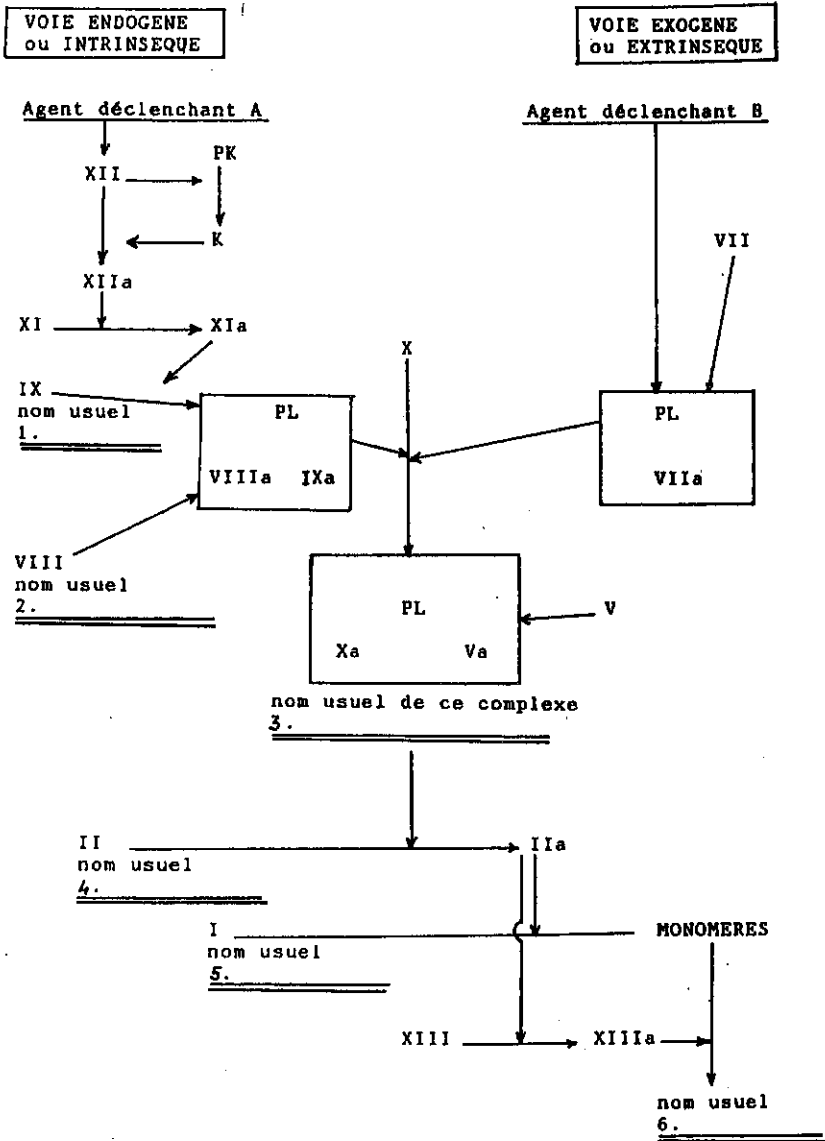 VOIE ENDOGENE
ou INTRINSEQUE
VOIE EXOGENE
ou EXTRINSEQUE
Agent déclenchant A
Agent déclenchant B
PK
XII
K
VII
XIIa
XI
XIa
X
IX
nom usuel
1.
PL
VIIIa IXa
PL
VIIa
VIII
nom usuel
2.
PL
V
Xa Va
nom usuel de ce complexe
3.
II
IIa
nom usuel
4.
I
MONOMERES
nom usuel
5.
XIII
XIIIa
nom usuel
6.